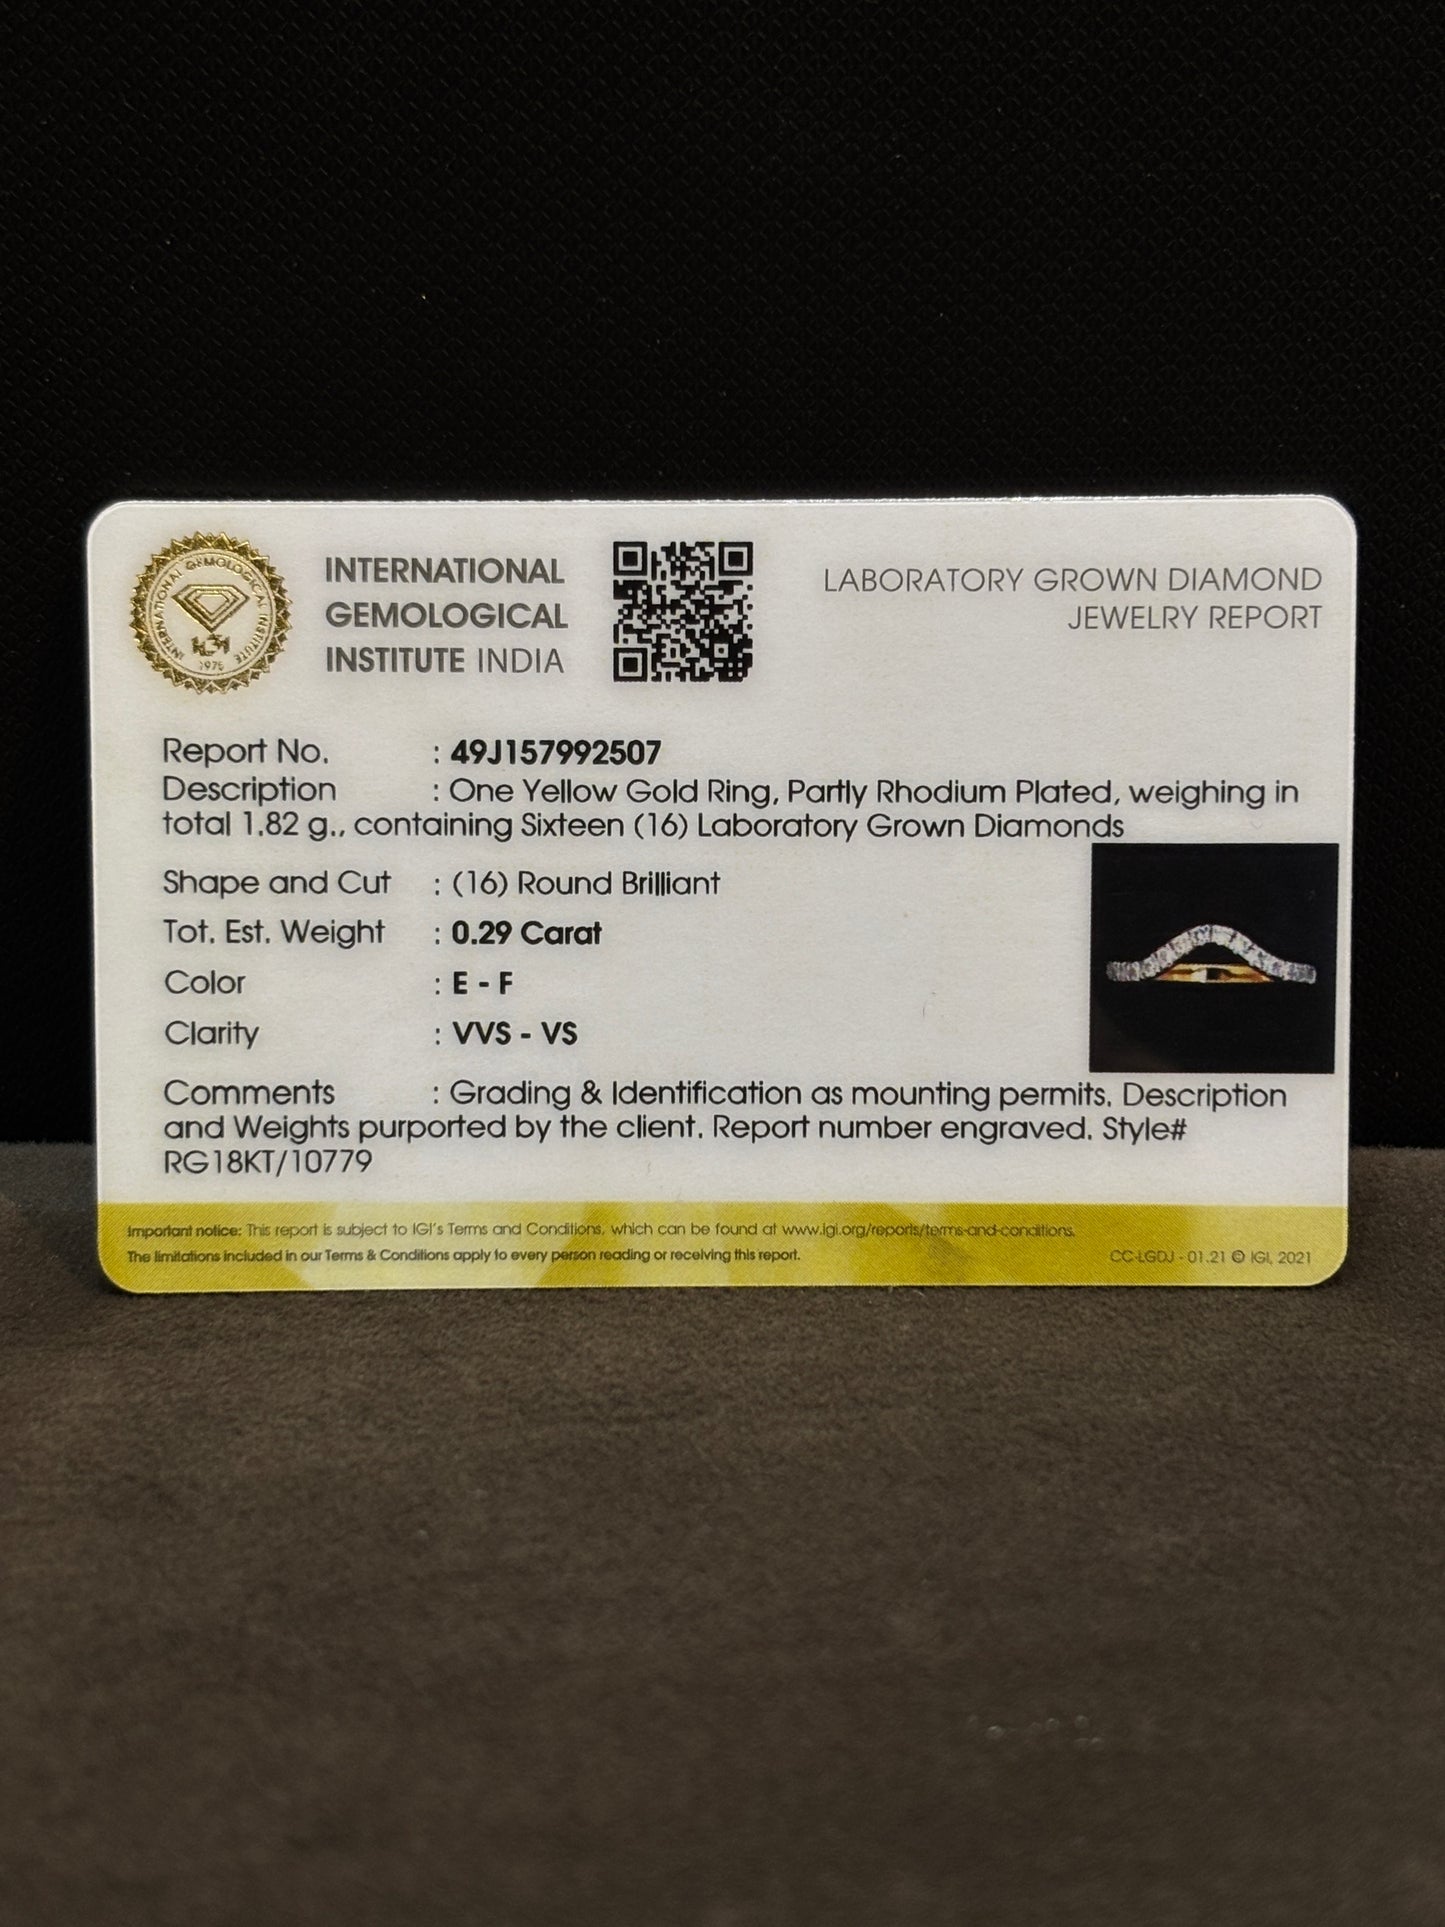 INTERNATIONAL GEMOLOGICAL INSTITUTE
IGI
1975
INTERNATIONAL
GEMOLOGICAL
INSTITUTE INDIA
LABORATORY GROWN DIAMOND
JEWELRY REPORT
Report No. : 49J157992507
Description : One Yellow Gold Ring, Partly Rhodium Plated, weighing in
total 1.82 g., containing Sixteen (16) Laboratory Grown Diamonds
Shape and Cut : (16) Round Brilliant
Tot. Est. Weight : 0.29 Carat
Color : E - F
Clarity : VVS - VS
Comments : Grading & Identification as mounting permits. Description
and Weights purported by the client. Report number engraved. Style#
RG18KT/10779
Important notice: This report is subject to IGI's Terms and Conditions, which can be found at www.igi.org/reports/terms-and-conditions.
The limitations included in our Terms & Conditions apply to every person reading or receiving this report.
CC-LGDJ - 01.21 © IGI, 2021